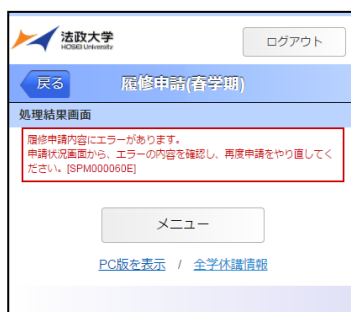 法政大学
HOSEI University
ログアウト
戻る
履修申請(春学期)
処理結果画面
履修申請内容にエラーがあります。
申請状況画面から、エラーの内容を確認し、再度申請をやり直してく
ださい。[SPM000060E]
メニュー
PC版を表示 / 全学休講情報